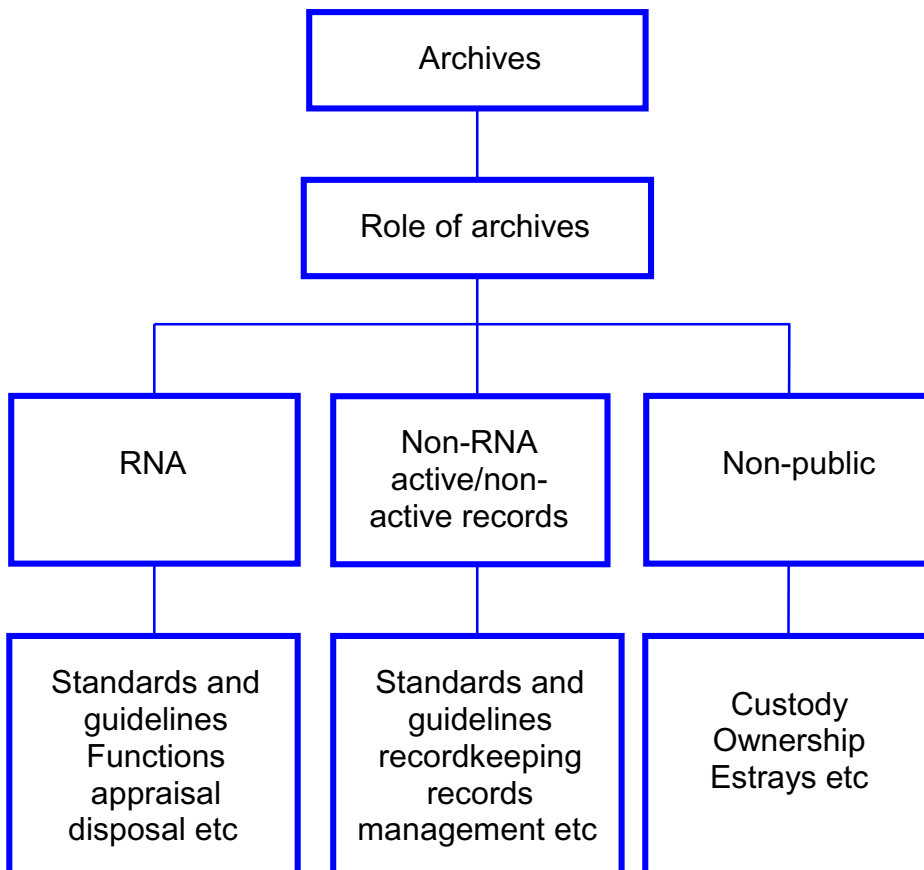 Archives
Role of archives
RNA
Non-RNA
active/non-
active records
Non-public
Standards and
guidelines
Functions
appraisal
disposal etc
Standards and
guidelines
recordkeeping
records
management etc
Custody
Ownership
Estrays etc